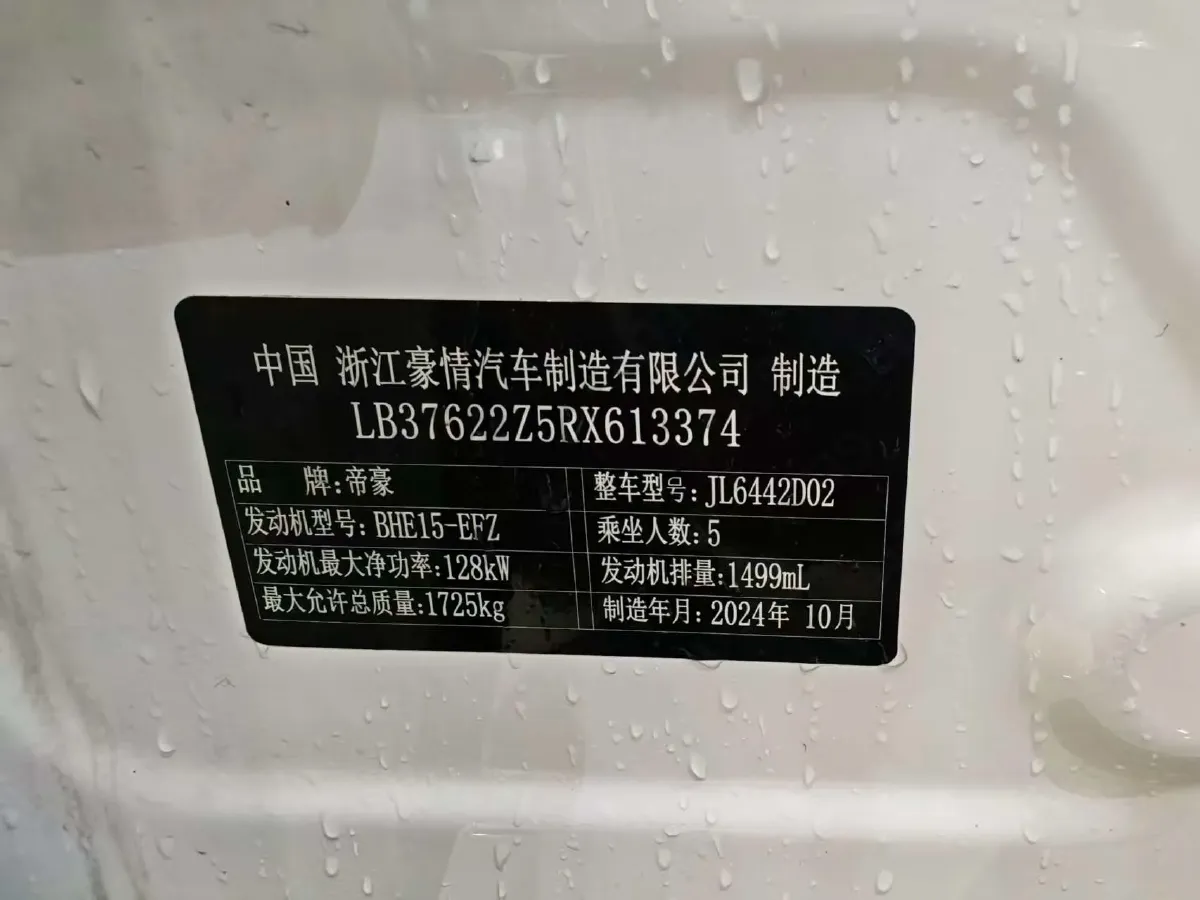 中国 浙江豪情汽车制造有限公司 制造
LB37622Z5RX613374
品 牌:帝豪 整车型号:JL6442D02
发动机型号:BHE15-EFZ 乘坐人数:5
发动机最大净功率:128kW 发动机排量:1499mL
最大允许总质量:1725kg 制造年月:2024年 10月